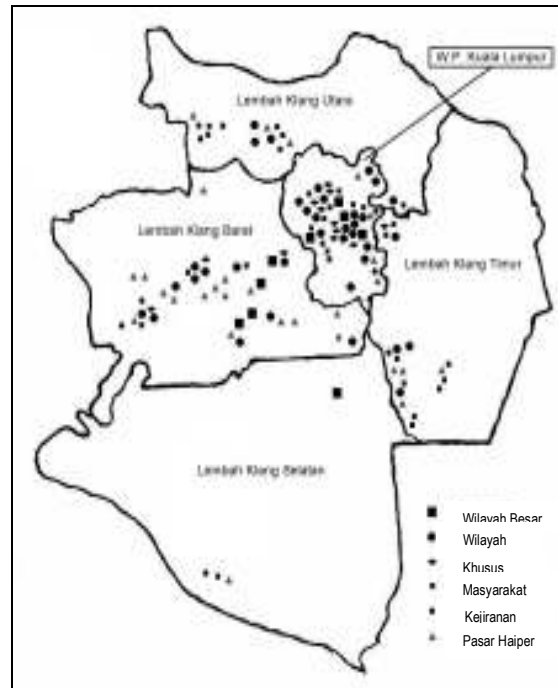 W.P. Kuala Lumpur
Lembah Klang Utara
Lembah Klang Barat
Lembah Klang Timur
Lembah Klang Selatan
Wilayah Besar
Wilayah
Khusus
Masyarakat
Kejiranan
Pasar Haiper